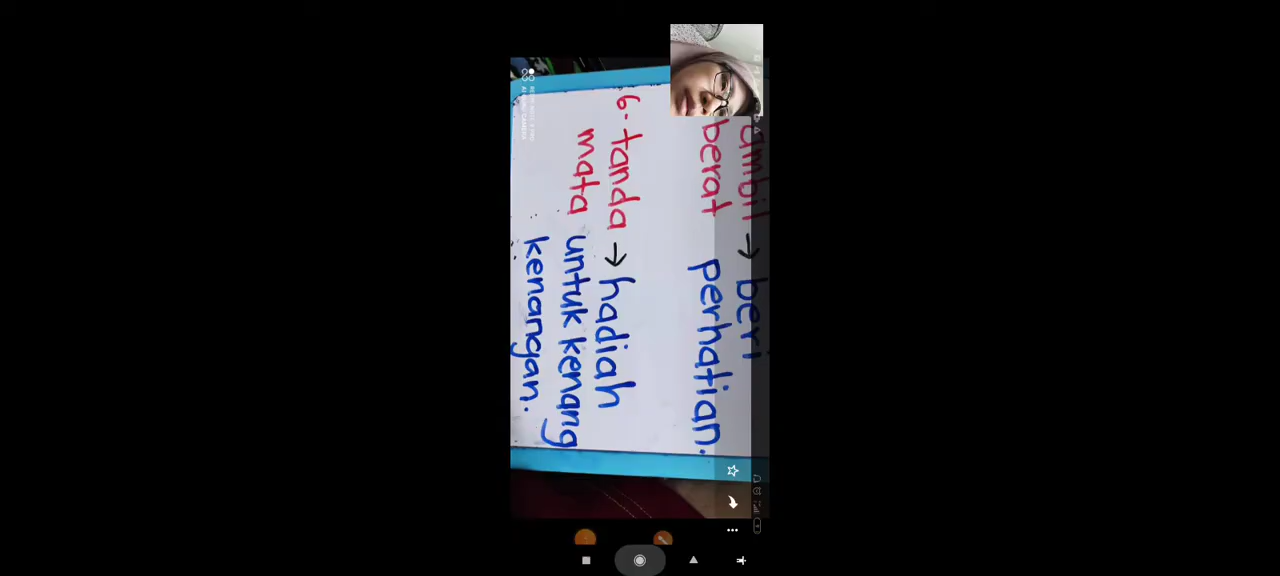 ambil → beri
berat perhatian.
6. tanda → hadiah
mata untuk kenang
kenangan.